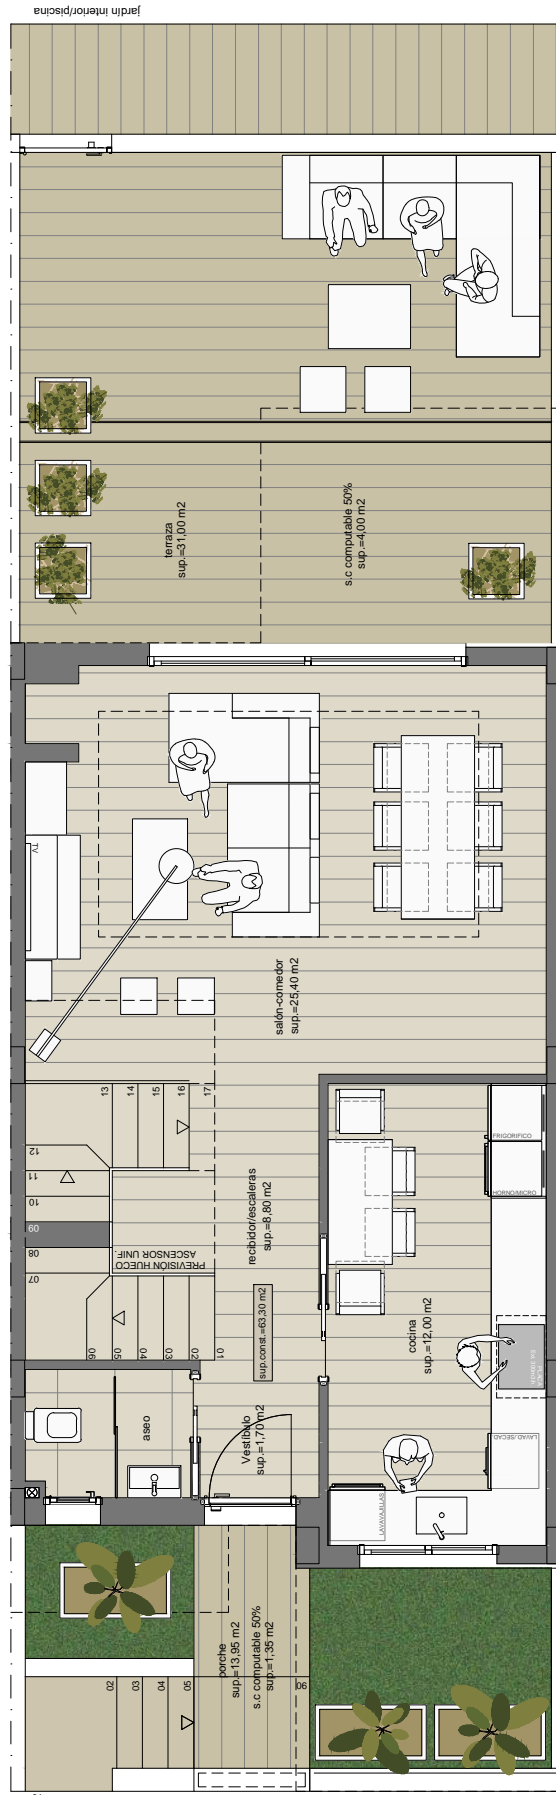 jardín interior/piscina
terraza
sup.=31,00 m2
s.c computable 50%
sup.=4,00 m2
TV
salón-comedor
sup.=25,40 m2
13
14
15
16
17
12
11
10
09
08
07
PREVISIÓN HUECO
ASCENSOR UNIF.
recibidor/escaleras
sup.=8,80 m2
FRIGORIFICO
HORNO/MICRO
06
05
04
03
02
01
sup.const.=63,30 m2
cocina
sup.=12,00 m2
PLACA
aseo
Vestíbulo
sup.=1,70 m2
LAVAD/SECAD.
LAVAVAJILLAS
porche
sup.=13,95 m2
s.c computable 50%
sup.=1,35 m2
02
03
04
05
06